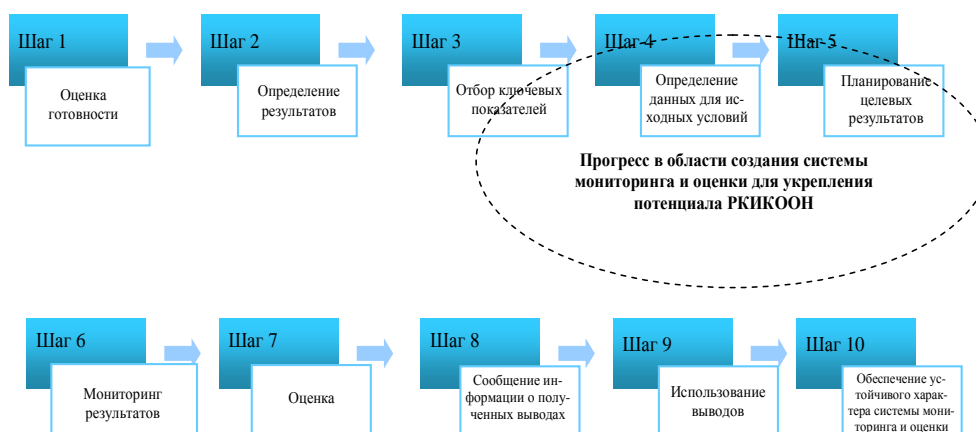 Шаг 1
Оценка
готовности
Шаг 2
Определение
результатов
Шаг 3
Отбор ключевых
показателей
Шаг 4
Определение
данных для ис-
ходных условий
Шаг 5
Планирование
целевых
результатов
Прогресс в области создания системы
мониторинга и оценки для укрепления
потенциала РКИКООН
Шаг 6
Мониторинг
результатов
Шаг 7
Оценка
Шаг 8
Сообщение ин-
формации о полу-
ченных выводах
Шаг 9
Использование
выводов
Шаг 10
Обеспечение ус-
тойчивого харак-
тера системы мони-
торинга и оценки